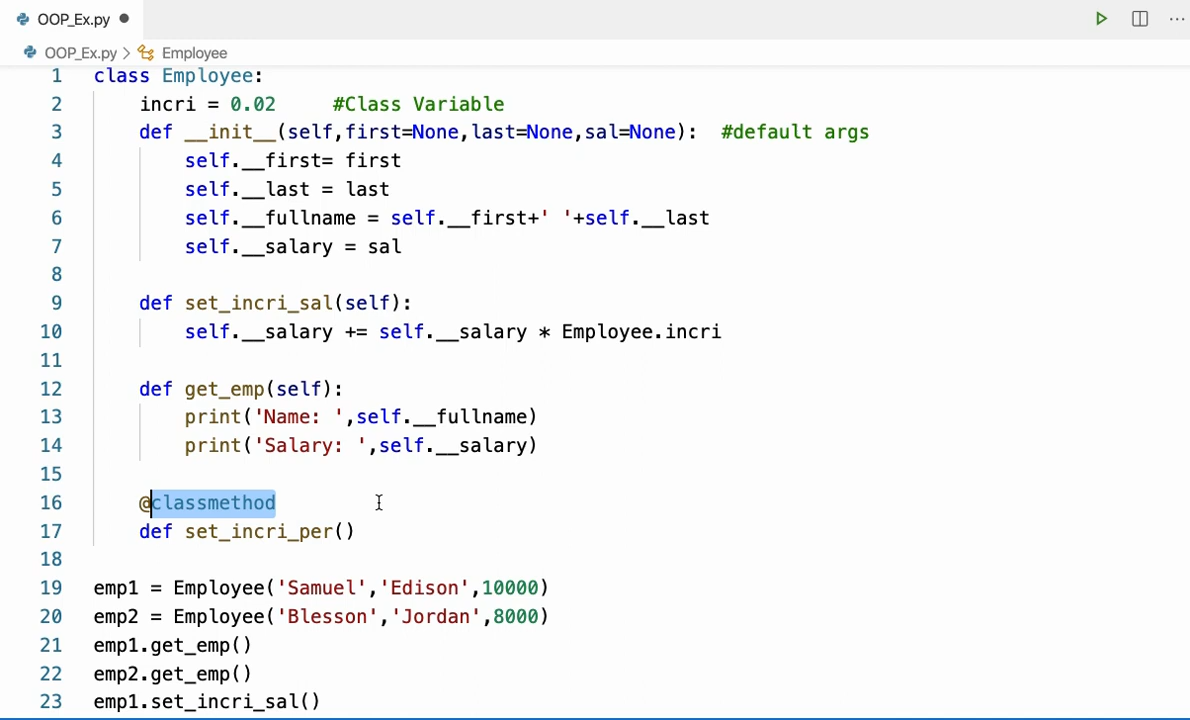 OOP_Ex.py
OOP_Ex.py > Employee
1 class Employee:
2     incri = 0.02     #Class Variable
3     def __init__(self,first=None,last=None,sal=None):  #default args
4         self.__first= first
5         self.__last = last
6         self.__fullname = self.__first+' '+self.__last
7         self.__salary = sal
8
9     def set_incri_sal(self):
10         self.__salary += self.__salary * Employee.incri
11
12     def get_emp(self):
13         print('Name: ',self.__fullname)
14         print('Salary: ',self.__salary)
15
16     @classmethod
17     def set_incri_per()
18
19 emp1 = Employee('Samuel','Edison',10000)
20 emp2 = Employee('Blesson','Jordan',8000)
21 emp1.get_emp()
22 emp2.get_emp()
23 emp1.set_incri_sal()